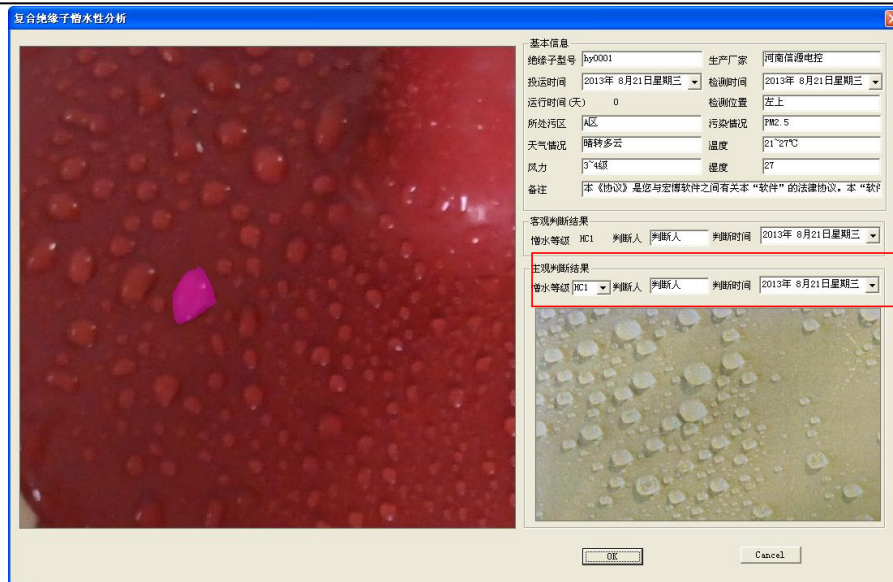 复合绝缘子憎水性分析
基本信息
绝缘子型号 hy0001 生产厂家 河南信源电控
投运时间 2013年 8月21日星期三 检测时间 2013年 8月21日星期三
运行时间(天) 0 检测位置 左上
所处污区 A区 污染情况 PM2.5
天气情况 晴转多云 温度 21~27℃
风力 3~4级 湿度 27
备注 本《协议》是您与宏博软件之间有关本“软件”的法律协议。本“软件
客观判断结果
憎水等级 HC1 判断人 判断人 判断时间 2013年 8月21日星期三
主观判断结果
憎水等级 HC1 判断人 判断人 判断时间 2013年 8月21日星期三
OK Cancel